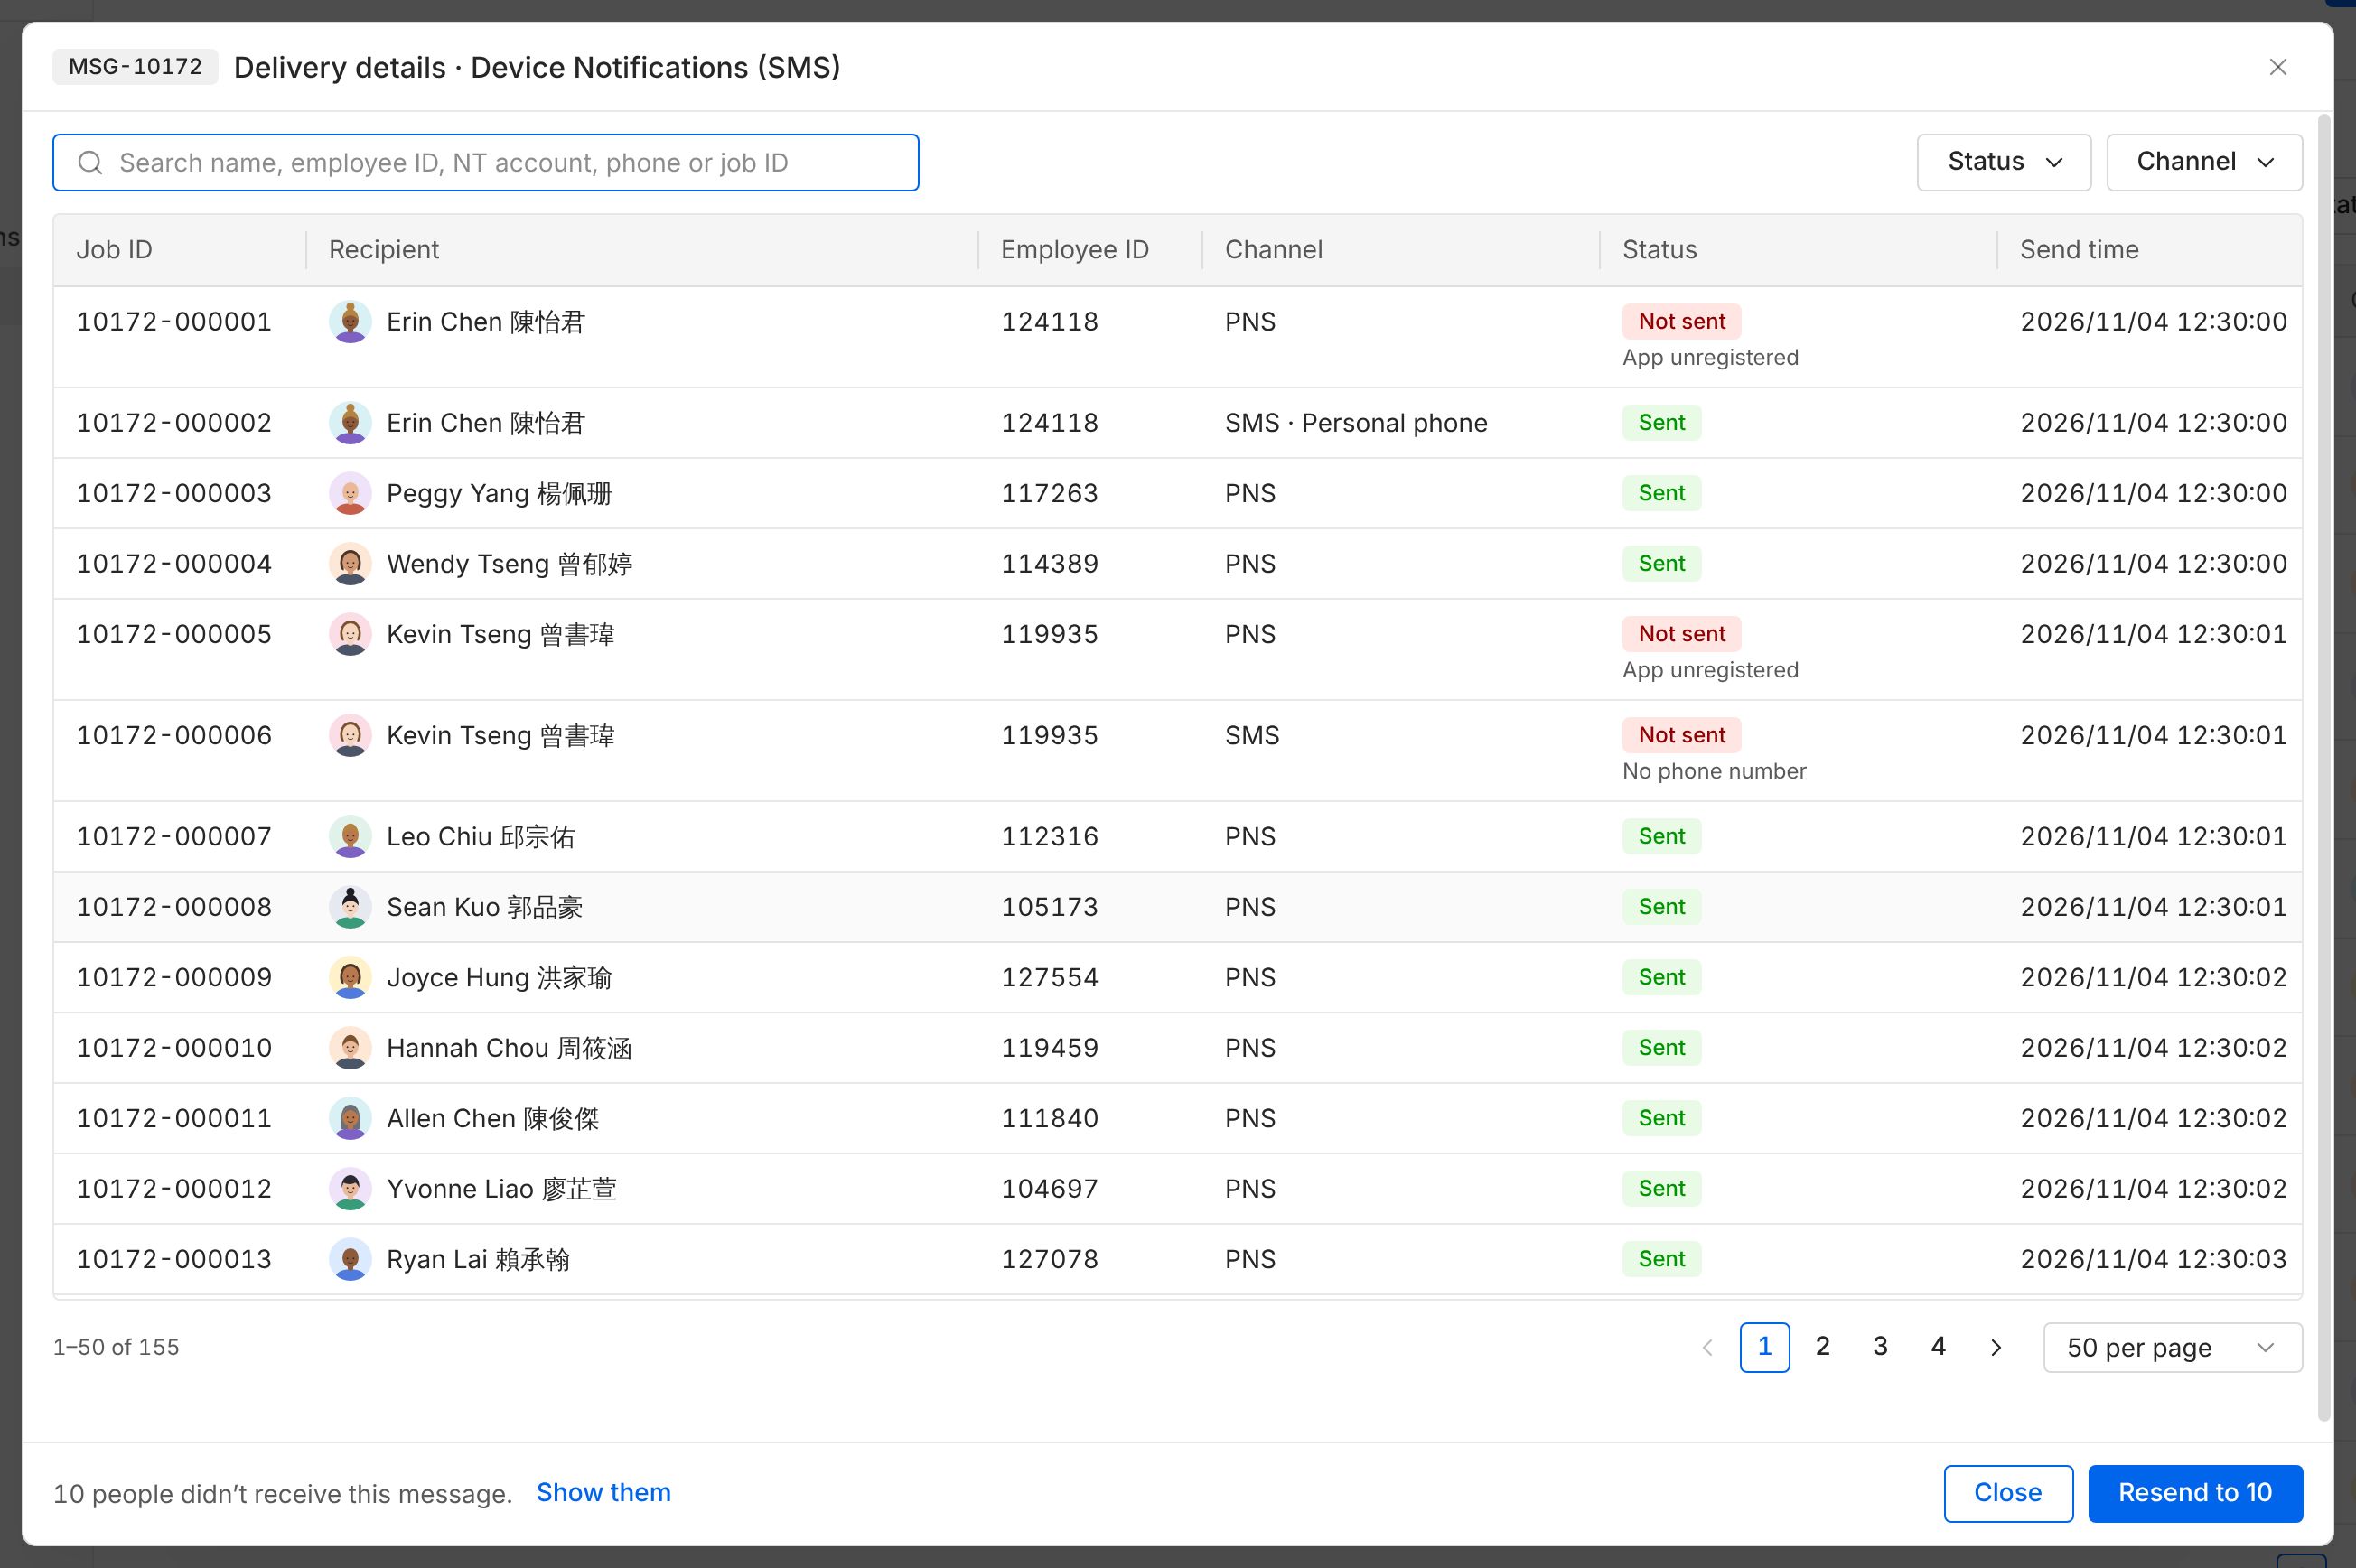 MSG-10172 Delivery details · Device Notifications (SMS)
Search name, employee ID, NT account, phone or job ID
Status Channel
Job ID Recipient Employee ID Channel Status Send time
10172-000001 Erin Chen 陳怡君 124118 PNS Not sent 2026/11/04 12:30:00
App unregistered
10172-000002 Erin Chen 陳怡君 124118 SMS · Personal phone Sent 2026/11/04 12:30:00
10172-000003 Peggy Yang 楊佩珊 117263 PNS Sent 2026/11/04 12:30:00
10172-000004 Wendy Tseng 曾郁婷 114389 PNS Sent 2026/11/04 12:30:00
10172-000005 Kevin Tseng 曾書瑋 119935 PNS Not sent 2026/11/04 12:30:01
App unregistered
10172-000006 Kevin Tseng 曾書瑋 119935 SMS Not sent 2026/11/04 12:30:01
No phone number
10172-000007 Leo Chiu 邱宗佑 112316 PNS Sent 2026/11/04 12:30:01
10172-000008 Sean Kuo 郭品豪 105173 PNS Sent 2026/11/04 12:30:01
10172-000009 Joyce Hung 洪家瑜 127554 PNS Sent 2026/11/04 12:30:02
10172-000010 Hannah Chou 周筱涵 119459 PNS Sent 2026/11/04 12:30:02
10172-000011 Allen Chen 陳俊傑 111840 PNS Sent 2026/11/04 12:30:02
10172-000012 Yvonne Liao 廖芷萱 104697 PNS Sent 2026/11/04 12:30:02
10172-000013 Ryan Lai 賴承翰 127078 PNS Sent 2026/11/04 12:30:03
1–50 of 155 1 2 3 4 50 per page
10 people didn’t receive this message. Show them Close Resend to 10